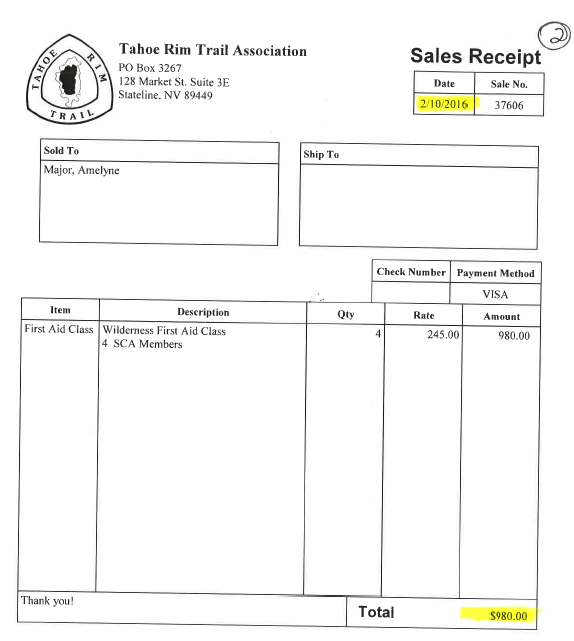 2
TAHOE RIM TRAIL
Tahoe Rim Trail Association
PO Box 3267
128 Market St. Suite 3E
Stateline, NV 89449
Sales Receipt
Date Sale No.
2/10/2016 37606
Sold To
Major, Amelyne
Ship To
Check Number Payment Method
VISA
Item Description Qty Rate Amount
First Aid Class Wilderness First Aid Class 4 245.00 980.00
4 SCA Members
Thank you!
Total $980.00